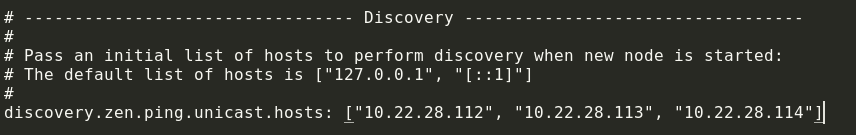 # --------------------------------- Discovery ----------------------------------
#
# Pass an initial list of hosts to perform discovery when new node is started:
# The default list of hosts is ["127.0.0.1", "[::1]"]
#
discovery.zen.ping.unicast.hosts: ["10.22.28.112", "10.22.28.113", "10.22.28.114"]